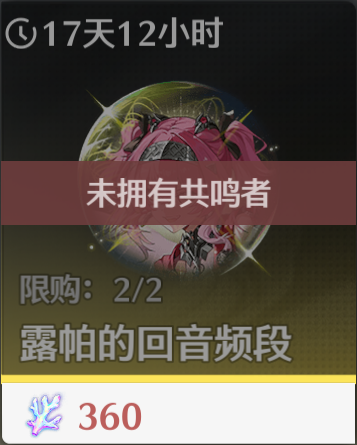 17天12小时
未拥有共鸣者
限购：2/2
露帕的回音频段
360